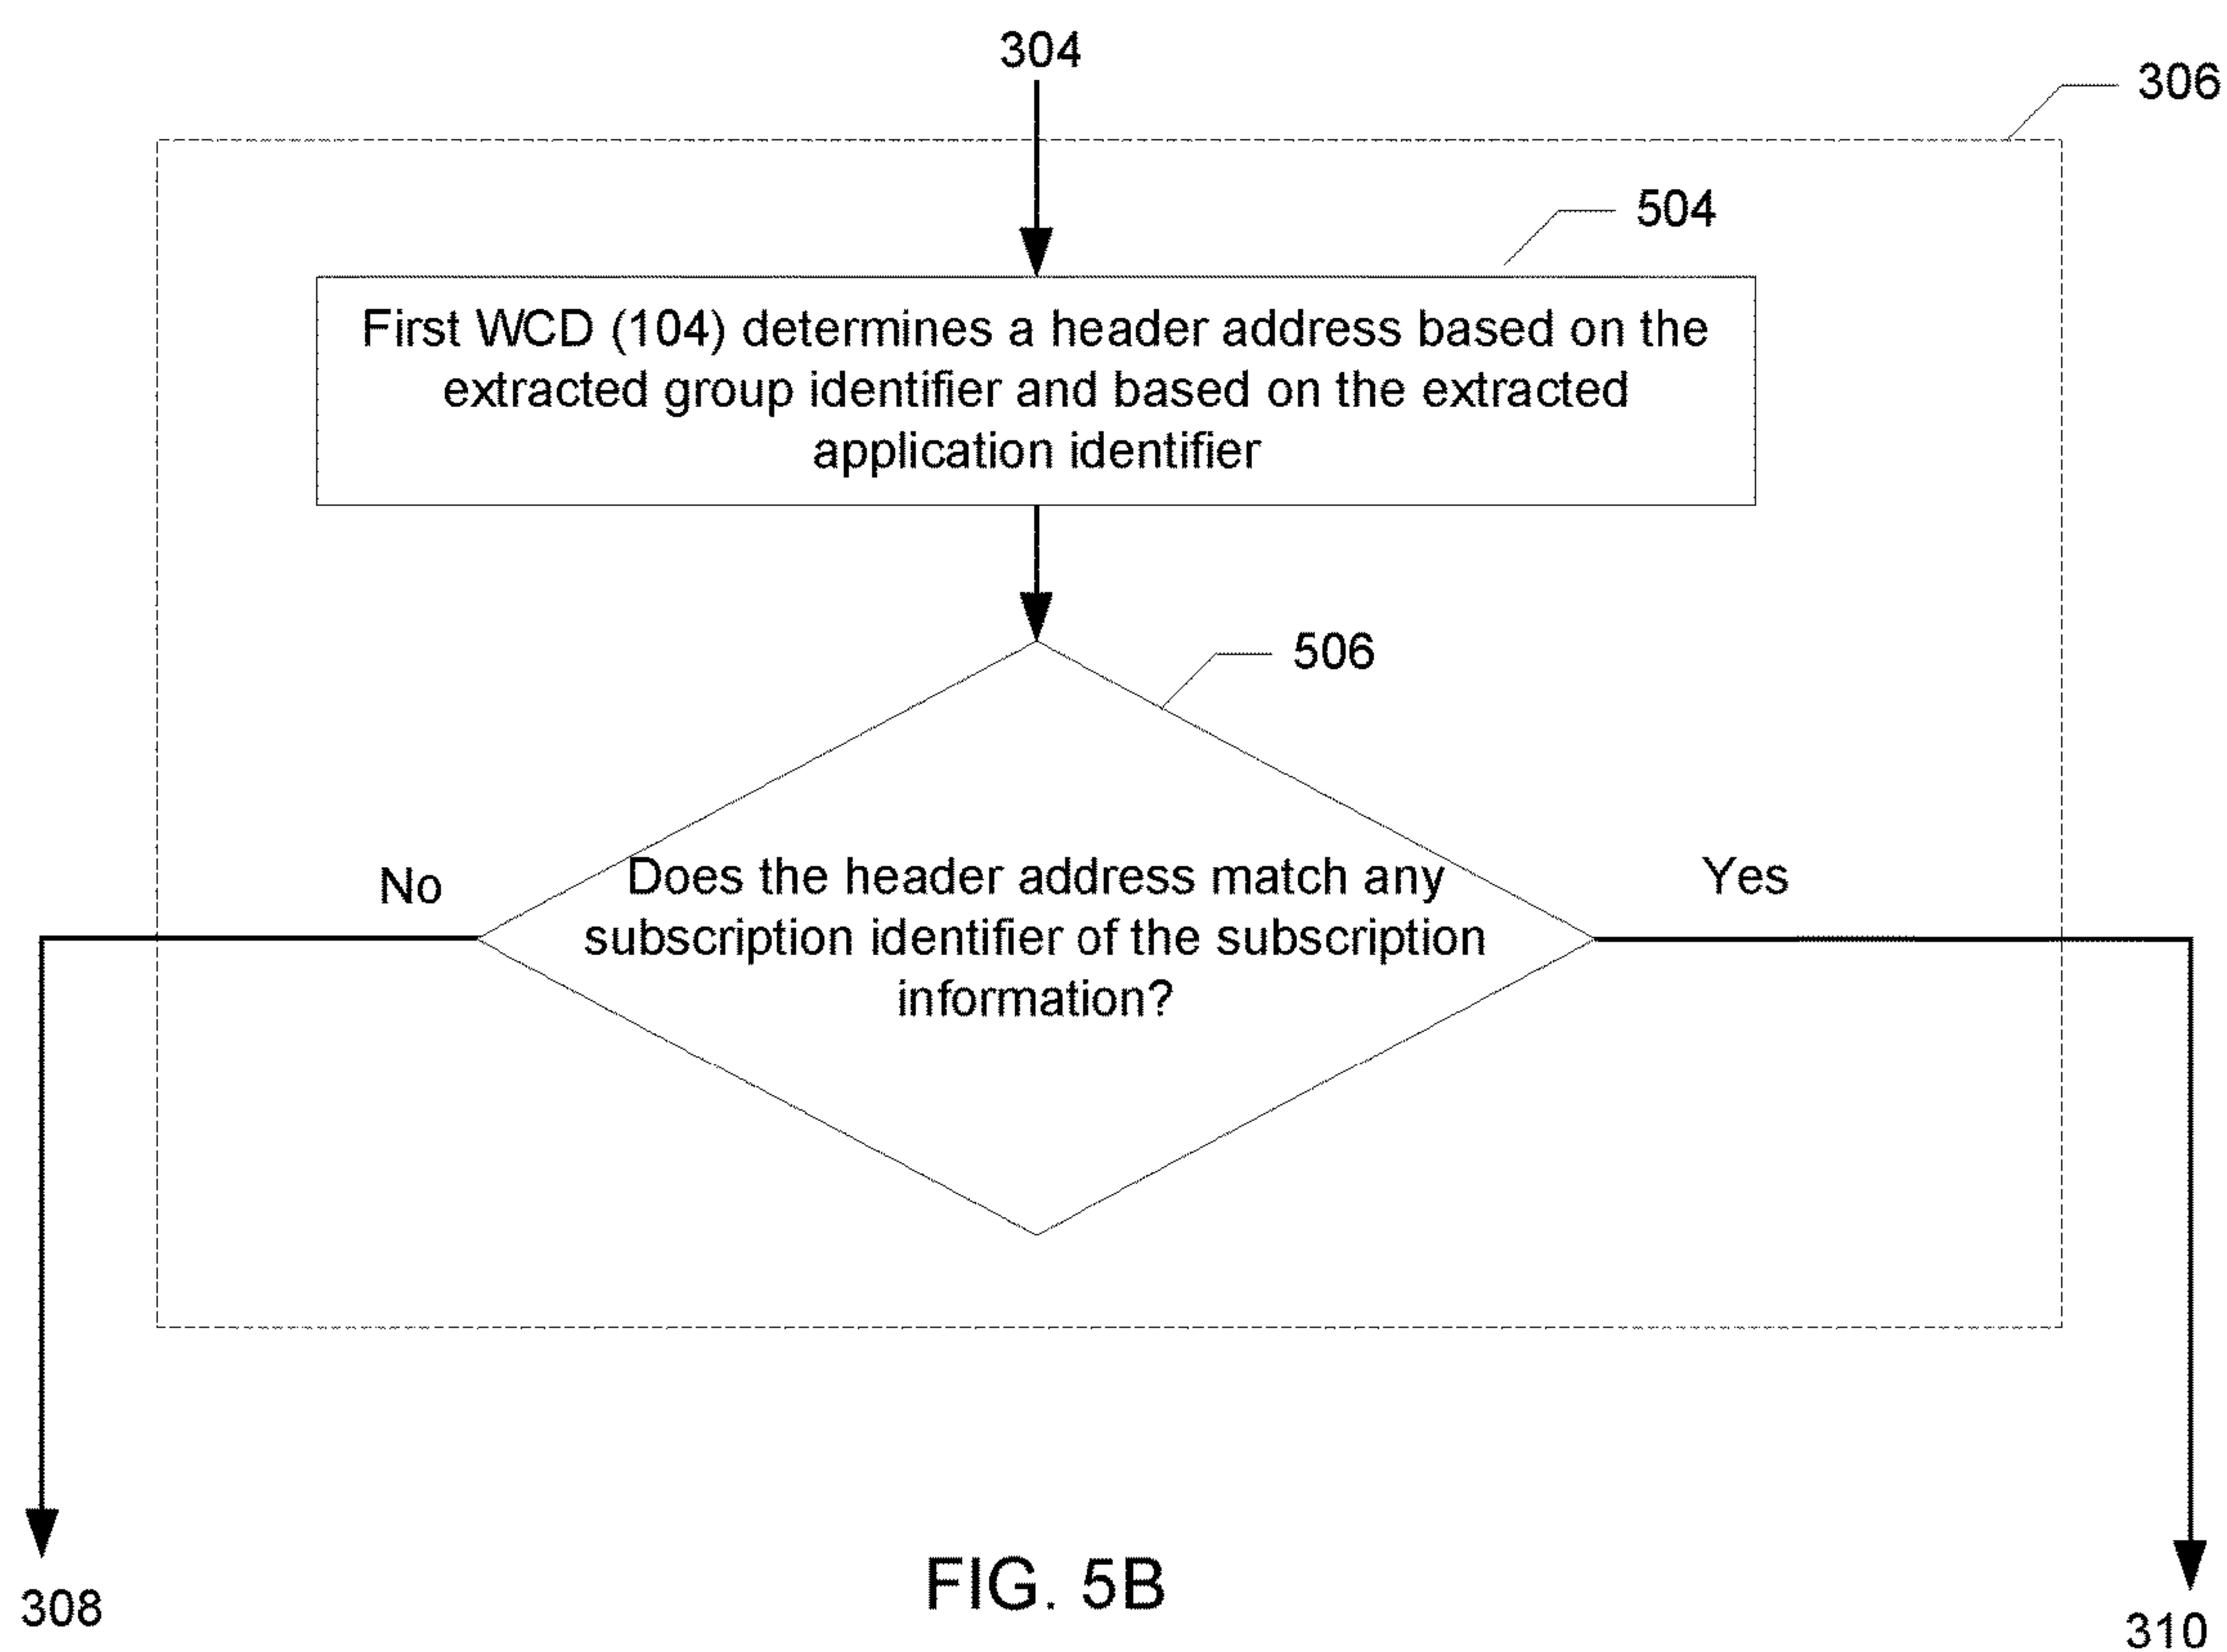 304
306
504
First WCD (104) determines a header address based on the
extracted group identifier and based on the extracted
application identifier
506
No
Yes
Does the header address match any
subscription identifier of the subscription
information?
308
FIG. 5B
310